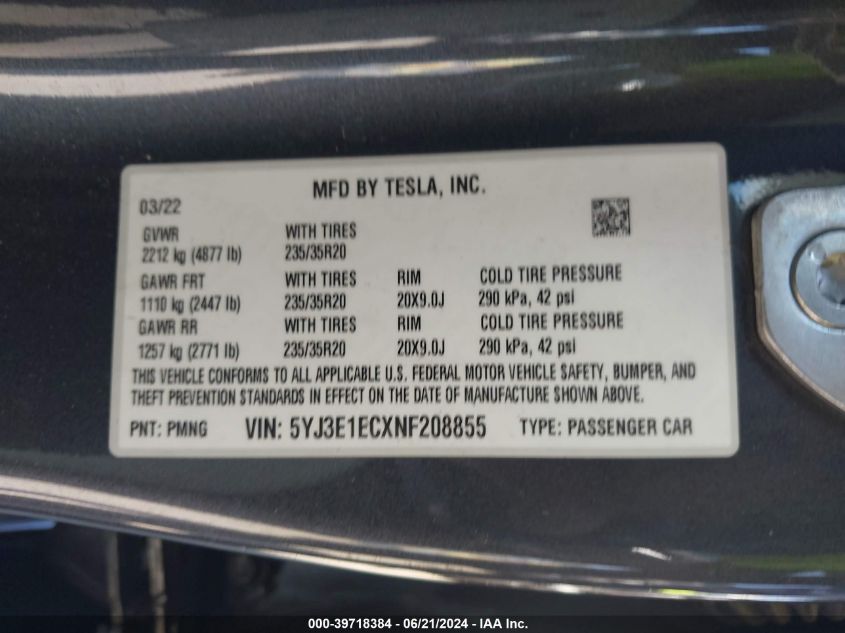 MFD BY TESLA, INC.
03/22
GVWR WITH TIRES
2212 kg (4877 lb) 235/35R20
GAWR FRT WITH TIRES RIM COLD TIRE PRESSURE
1110 kg (2447 lb) 235/35R20 20X9.0J 290 kPa, 42 psi
GAWR RR WITH TIRES RIM COLD TIRE PRESSURE
1257 kg (2771 lb) 235/35R20 20X9.0J 290 kPa, 42 psi
THIS VEHICLE CONFORMS TO ALL APPLICABLE U.S. FEDERAL MOTOR VEHICLE SAFETY, BUMPER, AND
THEFT PREVENTION STANDARDS IN EFFECT ON THE DATE OF MANUFACTURE SHOWN ABOVE.
PNT: PMNG VIN: 5YJ3E1ECXNF208855 TYPE: PASSENGER CAR
000-39718384 - 06/21/2024 - IAA Inc.